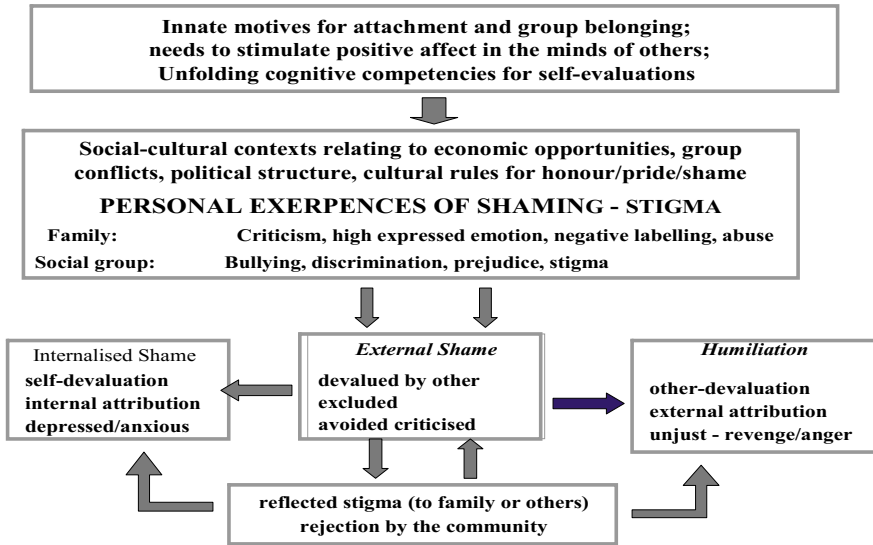 Innate motives for attachment and group belonging;
needs to stimulate positive affect in the minds of others;
Unfolding cognitive competencies for self-evaluations
Social-cultural contexts relating to economic opportunities, group
conflicts, political structure, cultural rules for honour/pride/shame
PERSONAL EXERPENCES OF SHAMING - STIGMA
Family: Criticism, high expressed emotion, negative labelling, abuse
Social group: Bullying, discrimination, prejudice, stigma
Internalised Shame
self-devaluation
internal attribution
depressed/anxious
External Shame
devalued by other
excluded
avoided criticised
Humiliation
other-devaluation
external attribution
unjust - revenge/anger
reflected stigma (to family or others)
rejection by the community